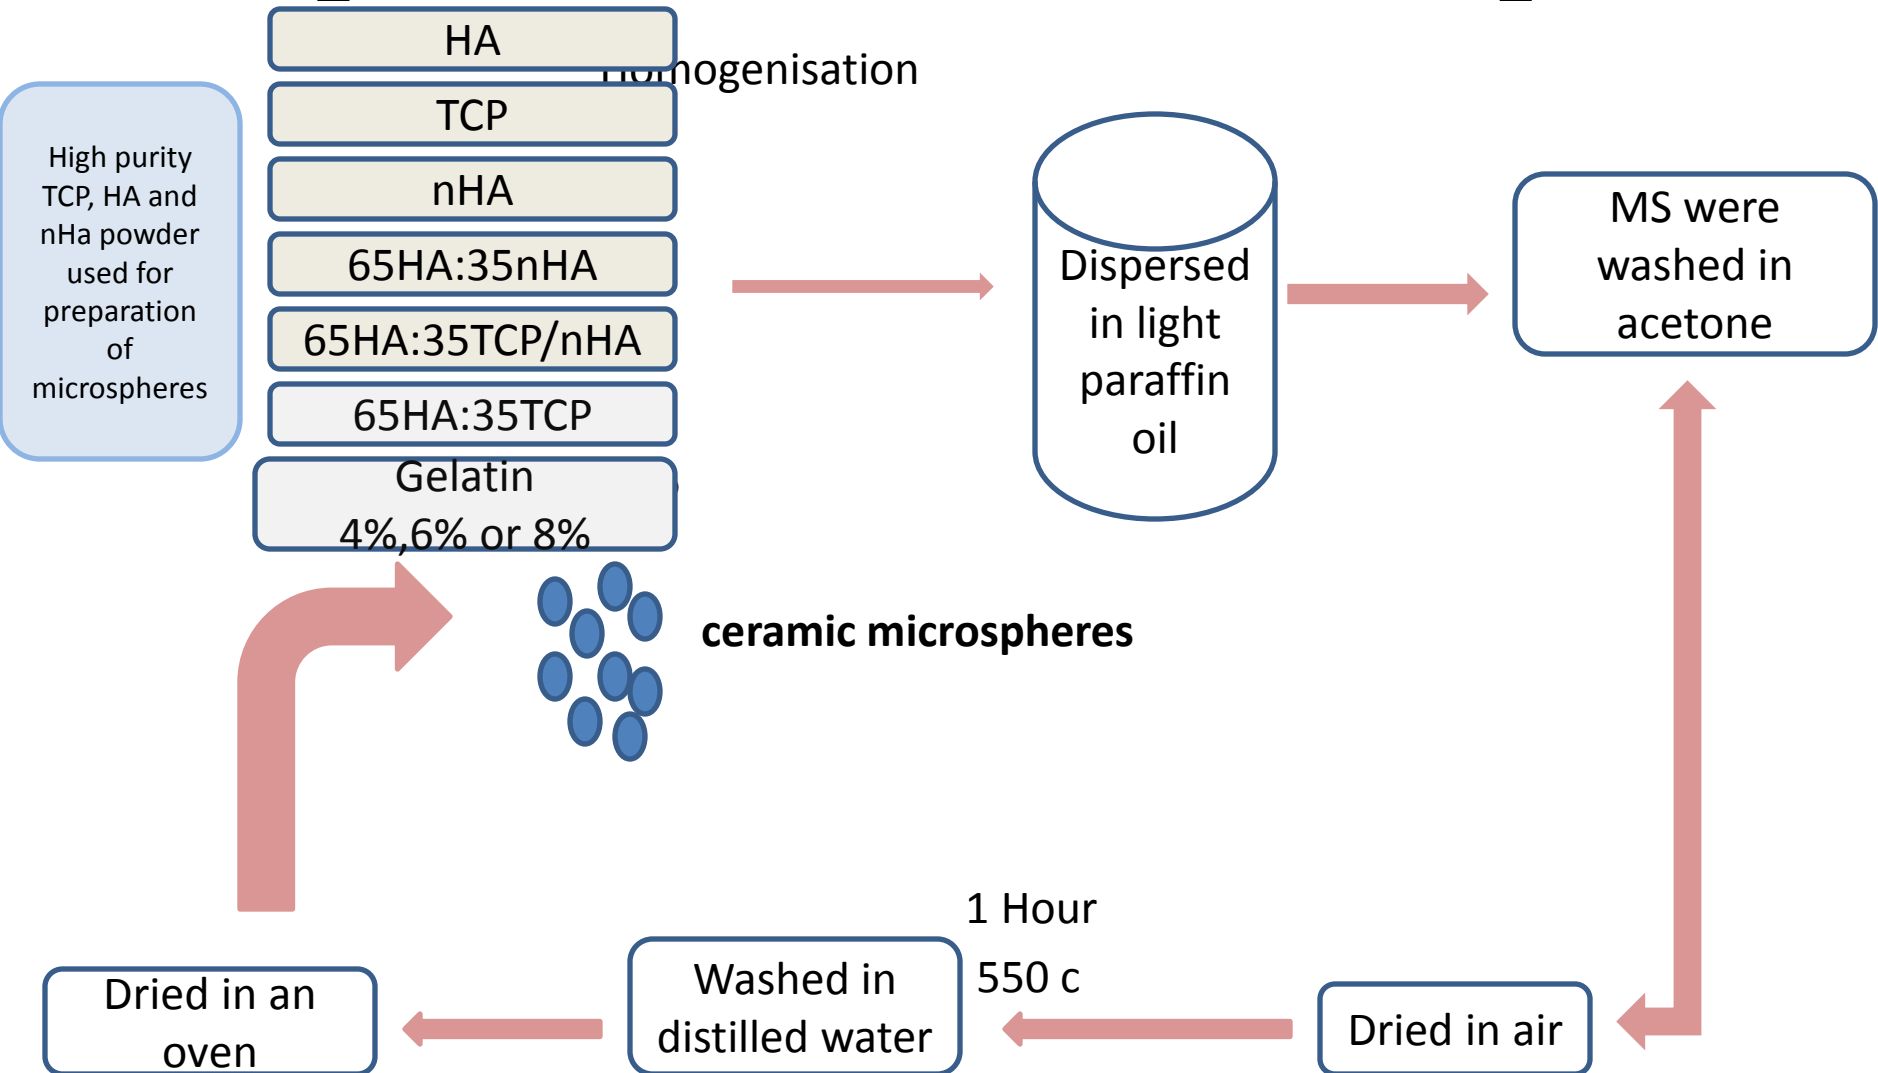 HA
TCP
nHA
65HA:35nHA
65HA:35TCP/nHA
65HA:35TCP
Gelatin
4%,6% or 8%
High purity
TCP, HA and
nHa powder
used for
preparation
of
microspheres
Homogenisation
Dispersed
in light
paraffin
oil
MS were
washed in
acetone
ceramic microspheres
1 Hour
550 c
Dried in air
Washed in
distilled water
Dried in an
oven